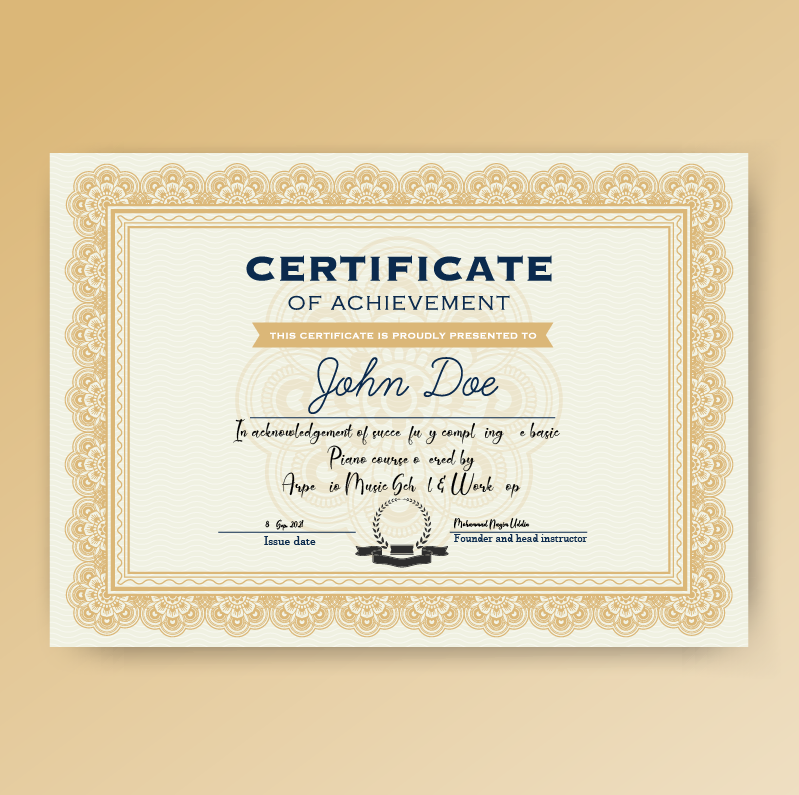 CERTIFICATE
OF ACHIEVEMENT
THIS CERTIFICATE IS PROUDLY PRESENTED TO
John Doe
In acknowledgement of succe fu y compl ing e basic
Piano course o ered by
Arpe io Music Sch l & Work op
8 Sep, 2021
Issue date
Mohammad Nayim Uddin
Founder and head instructor